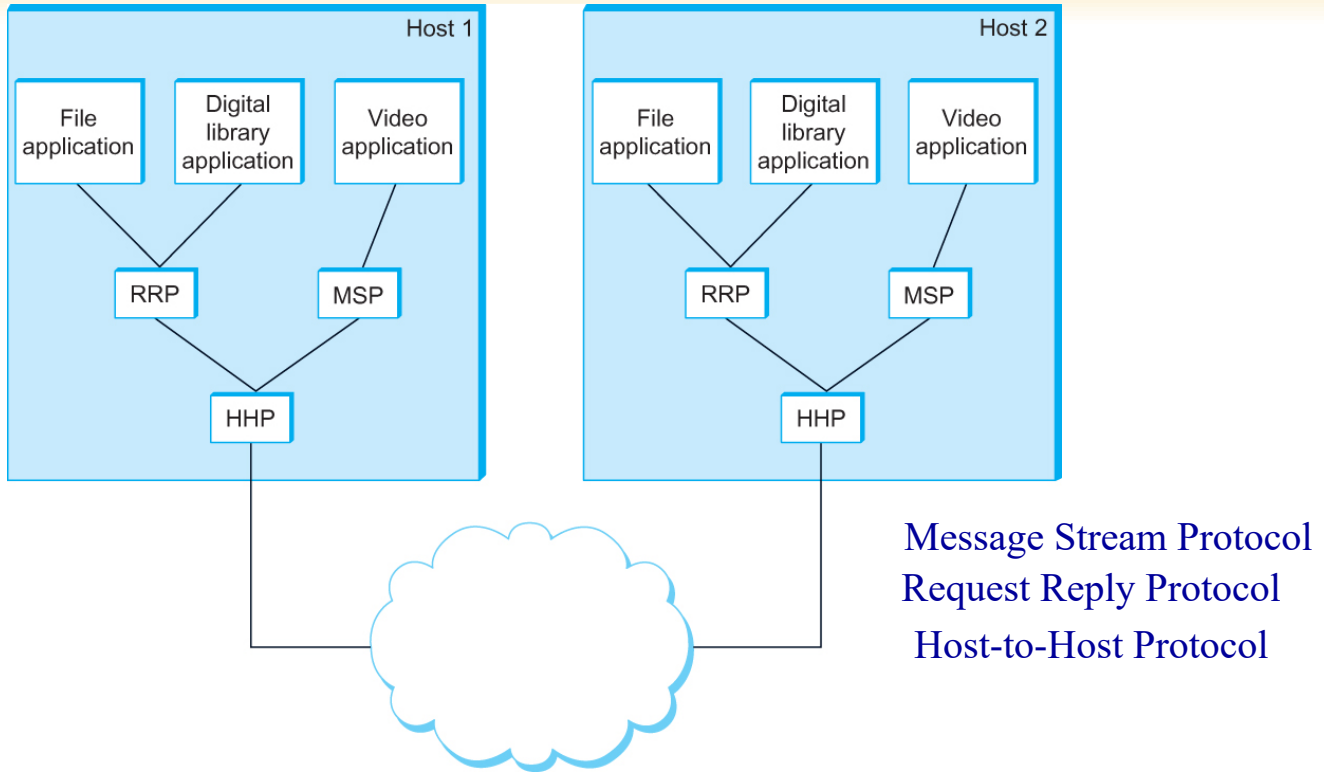 Host 1
File
application
Digital
library
application
Video
application
RRP
MSP
HHP
Host 2
File
application
Digital
library
application
Video
application
RRP
MSP
HHP
Message Stream Protocol
Request Reply Protocol
Host-to-Host Protocol